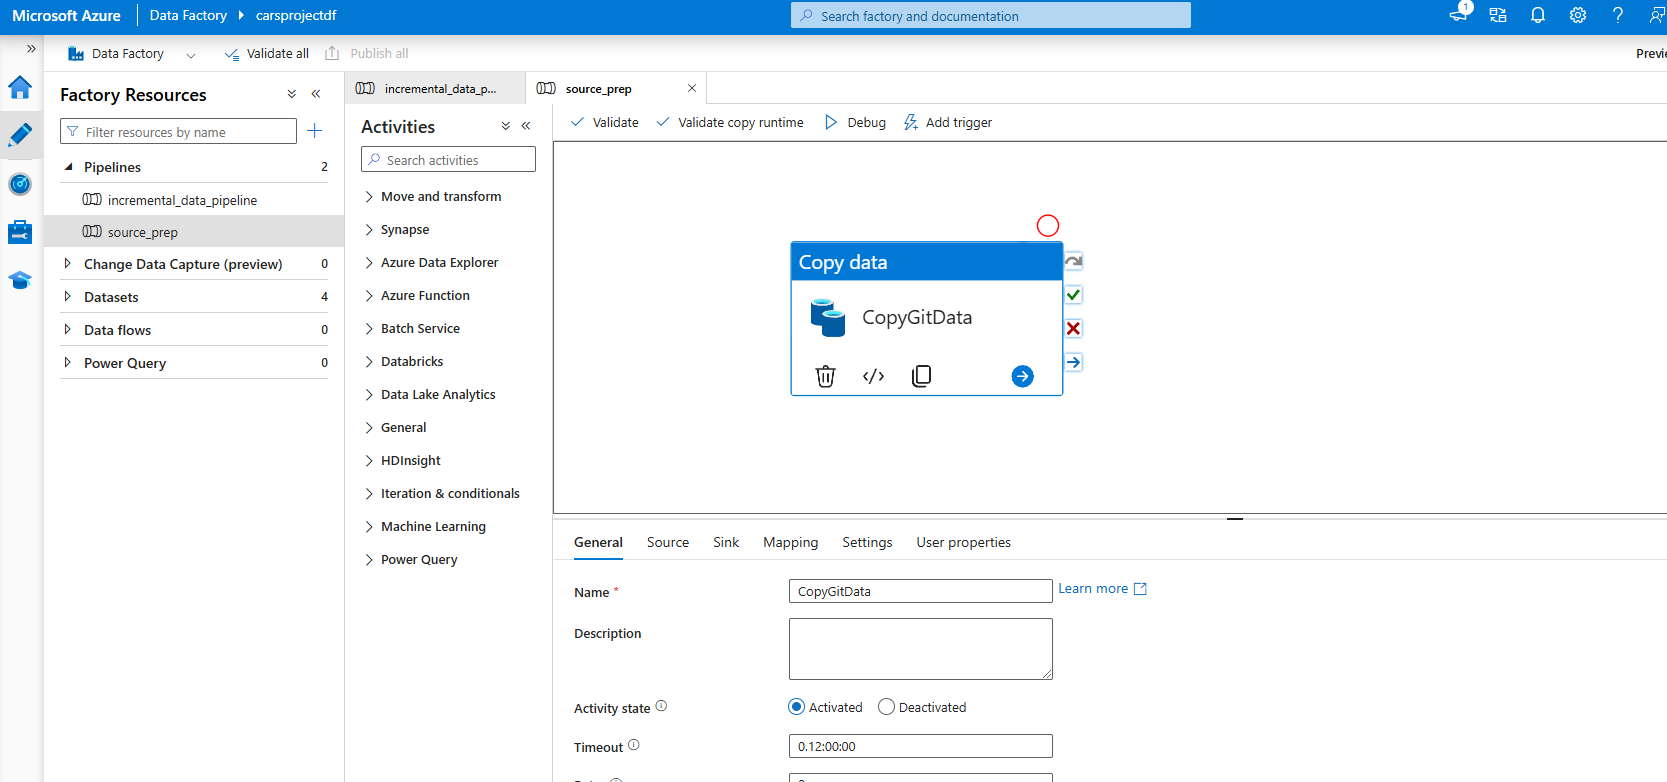 Microsoft Azure
Data Factory
carsprojectdf
Search factory and documentation
1
Data Factory
Validate all
Publish all
Factory Resources
Filter resources by name
Pipelines
2
incremental_data_pipeline
source_prep
Change Data Capture (preview)
0
Datasets
4
Data flows
0
Power Query
0
incremental_data_p...
source_prep
Activities
Search activities
Move and transform
Synapse
Azure Data Explorer
Azure Function
Batch Service
Databricks
Data Lake Analytics
General
HDInsight
Iteration & conditionals
Machine Learning
Power Query
Validate
Validate copy runtime
Debug
Add trigger
Copy data
CopyGitData
General
Source
Sink
Mapping
Settings
User properties
Name *
CopyGitData
Learn more
Description
Activity state
Activated
Deactivated
Timeout
0.12:00:00